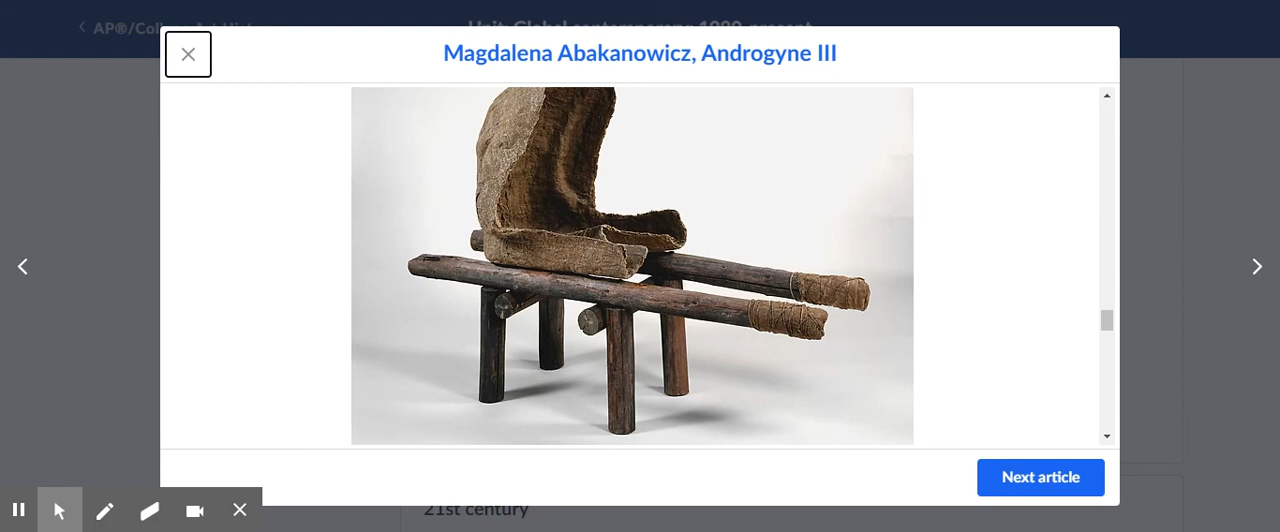 Magdalena Abakanowicz, Androgyne III
Next article
21st century